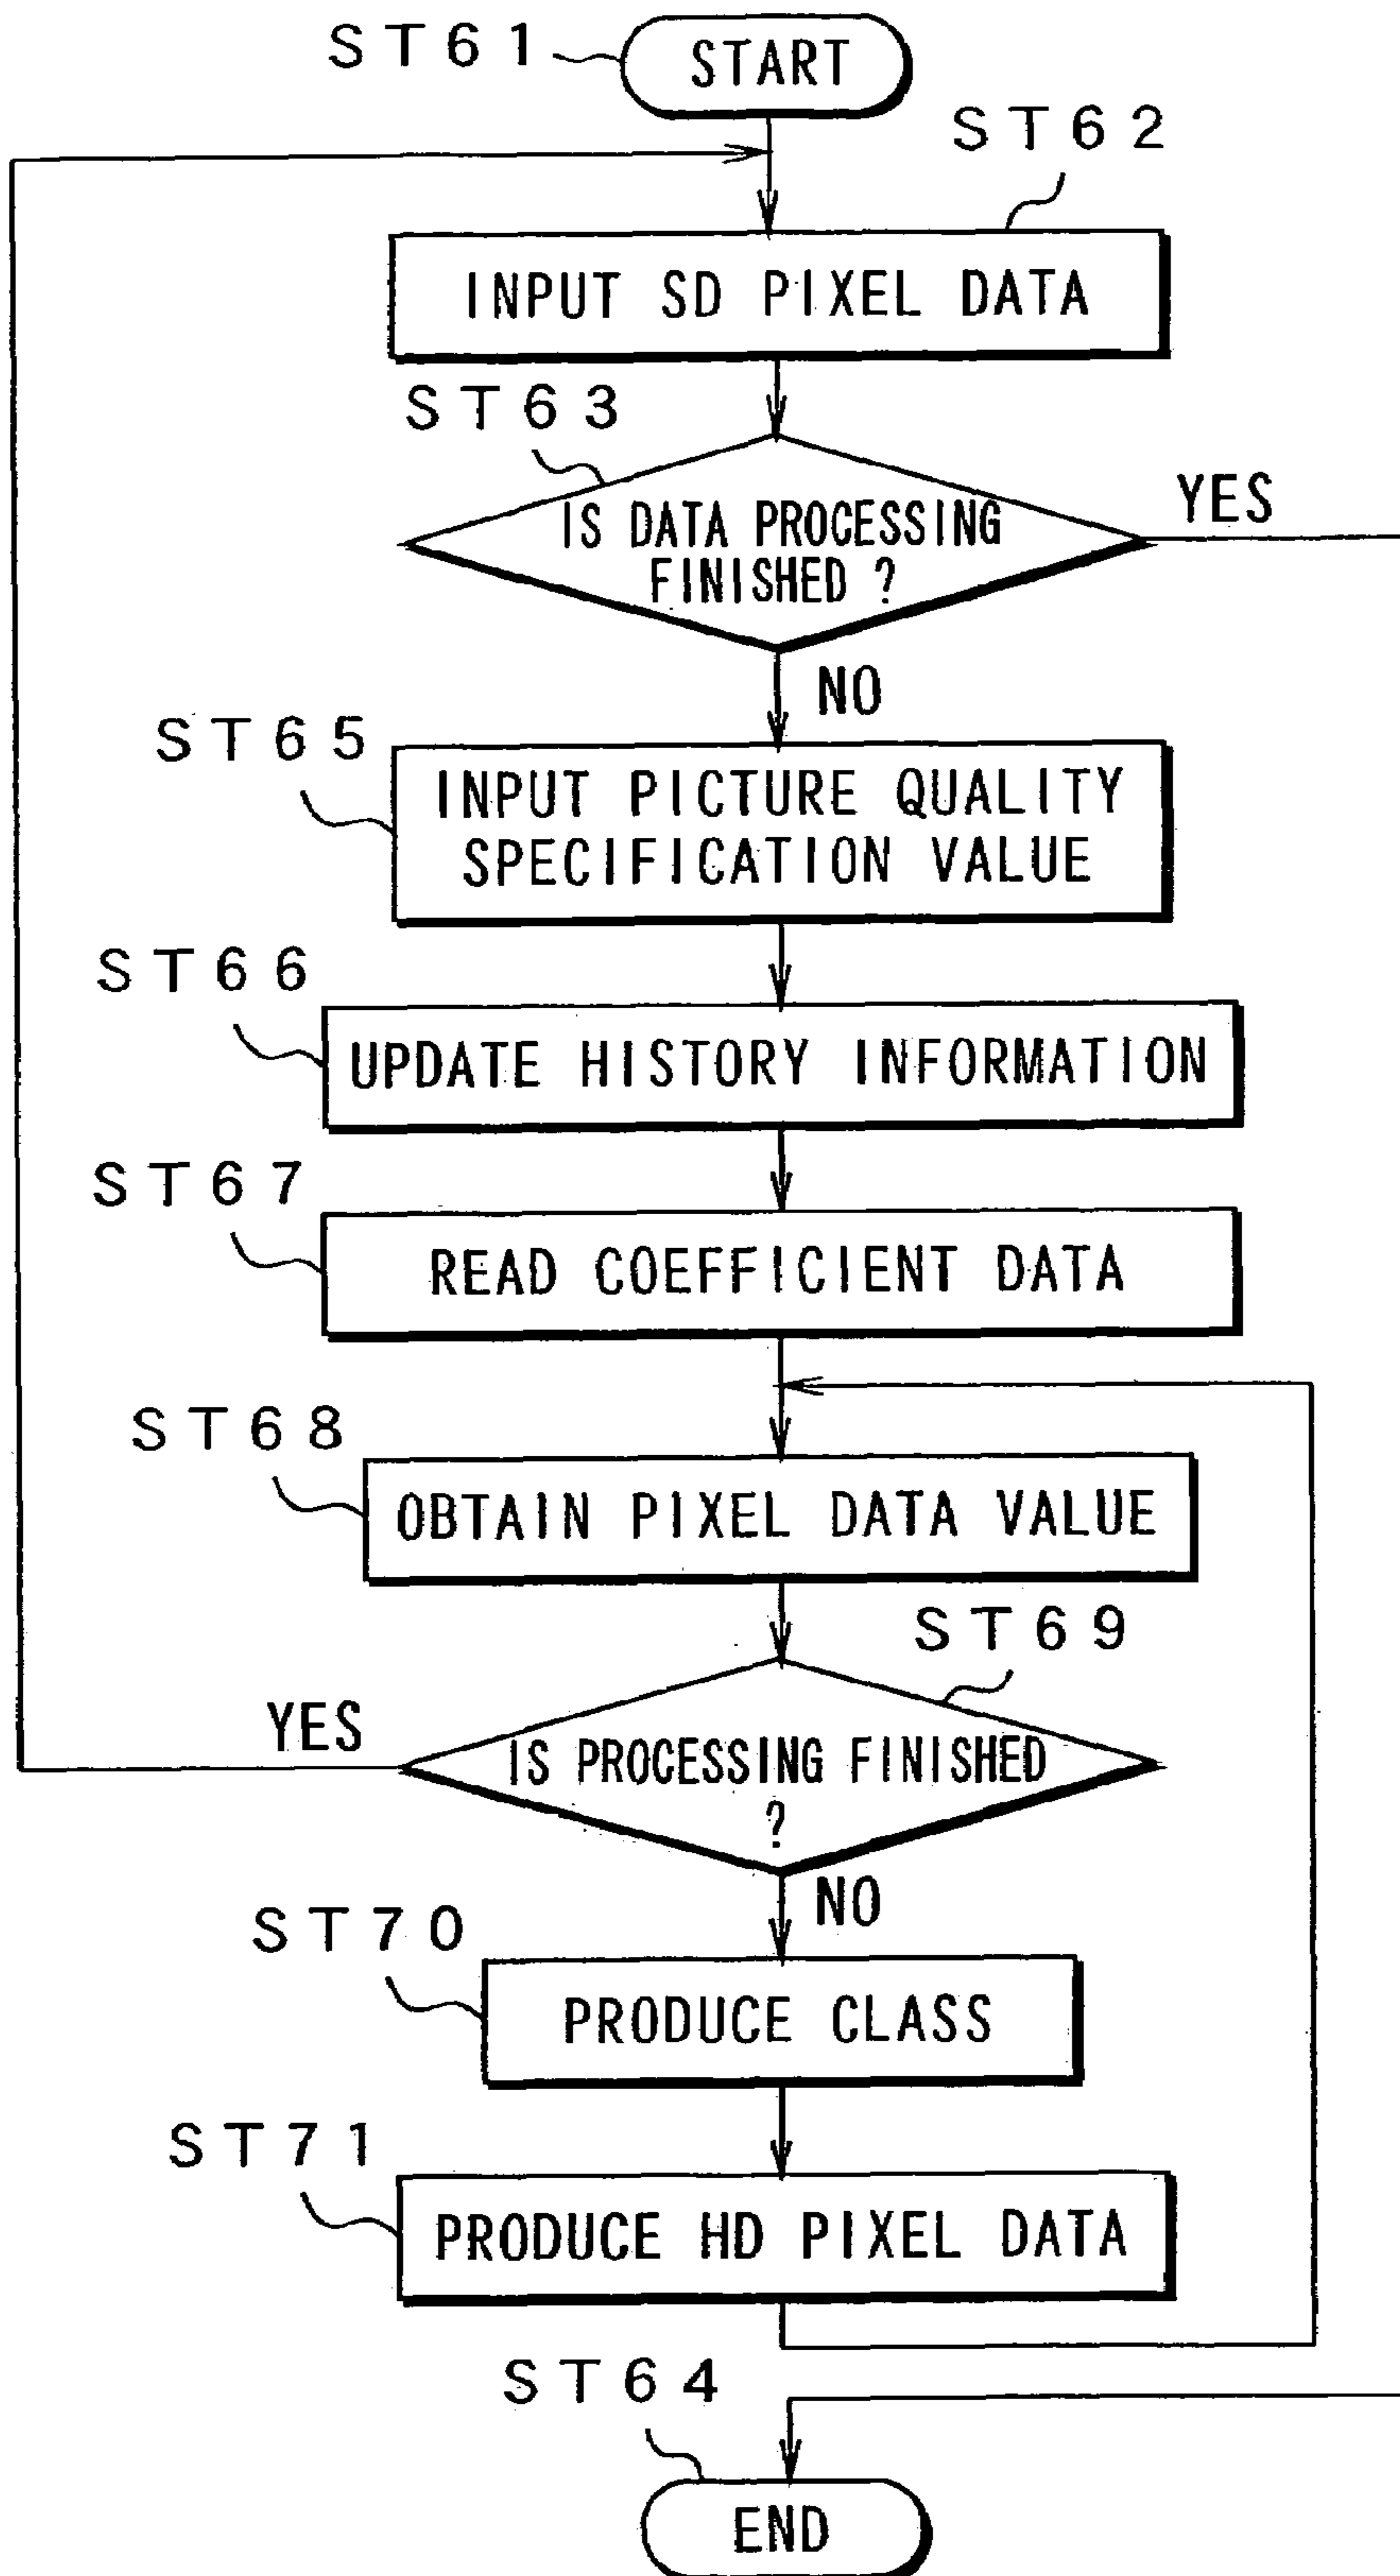 ST61
START
ST62
INPUT SD PIXEL DATA
ST63
IS DATA PROCESSING
FINISHED ?
YES
NO
ST65
INPUT PICTURE QUALITY
SPECIFICATION VALUE
ST66
UPDATE HISTORY INFORMATION
ST67
READ COEFFICIENT DATA
ST68
OBTAIN PIXEL DATA VALUE
ST69
YES
IS PROCESSING FINISHED
?
NO
ST70
PRODUCE CLASS
ST71
PRODUCE HD PIXEL DATA
ST64
END